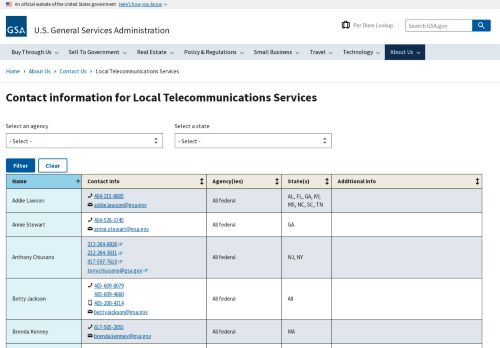 An official website of the United States government Here's how you know
GSA U.S. General Services Administration
Per Diem Lookup
Search GSA.gov
Buy Through Us Sell To Government Real Estate Policy & Regulations Small Business Travel Technology About Us
Home › About Us › Contact Us › Local Telecommunications Services
Contact information for Local Telecommunications Services
Select an agency Select a state
- Select - - Select -
Filter Clear
Name Contact info Agency(ies) State(s) Additional info
Addie Lawson
404-215-8605
addie.lawson@gsa.gov
All federal
AL, FL, GA, KY,
MS, NC, SC, TN
Annie Stewart
404-526-3143
annie.stewart@gsa.gov
All federal
GA
Anthony Chiusano
212-264-8826
212-264-3631
917-597-7610
tony.chiusano@gsa.gov
All federal
NJ, NY
Betty Jackson
405-609-8079
405-609-4660
405-200-4314
betty.jackson@gsa.gov
All federal
All
Brenda Kenney
617-565-2055
brenda.kenney@gsa.gov
All federal
MA